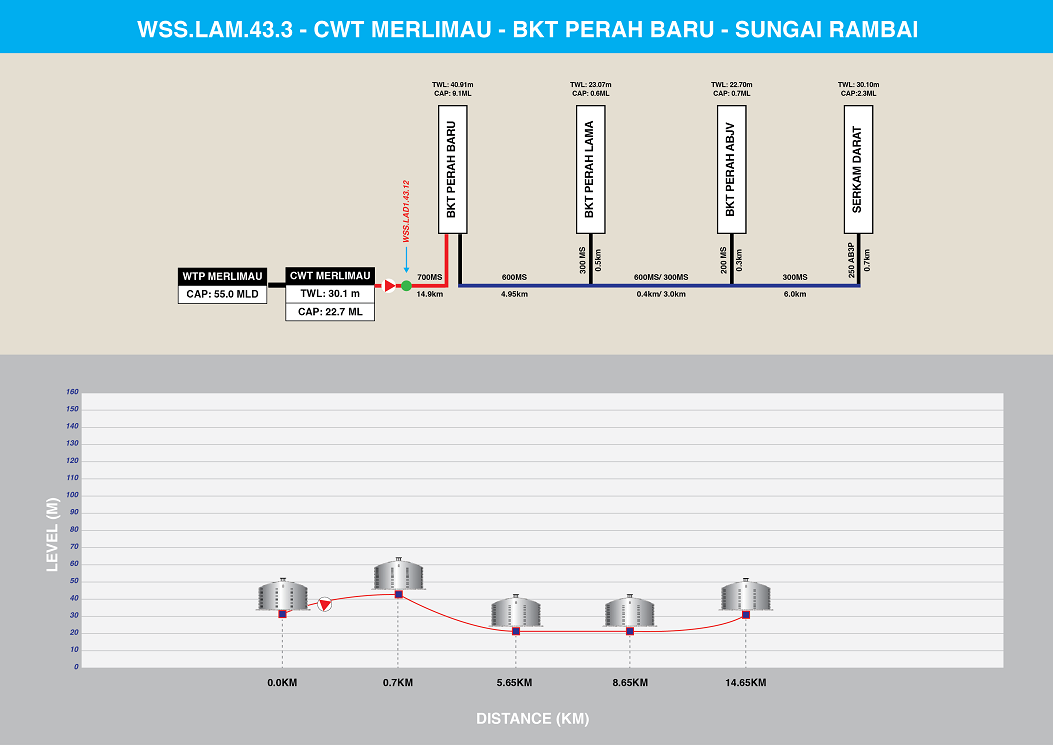 WSS.LAM.43.3 - CWT MERLIMAU - BKT PERAH BARU - SUNGAI RAMBAI
TWL: 40.91m
CAP: 9.1ML
TWL: 23.07m
CAP: 0.6ML
TWL: 22.70m
CAP: 0.7ML
TWL: 30.10m
CAP:2.3ML
BKT PERAH BARU
BKT PERAH LAMA
BKT PERAH ABJV
SERKAM DARAT
WSS.LAD1.43.12
300 MS
0.5km
200 MS
0.3km
250 AB3P
0.7km
WTP MERLIMAU
CAP: 55.0 MLD
CWT MERLIMAU
TWL: 30.1 m
CAP: 22.7 ML
700MS
14.9km
600MS
4.95km
600MS/ 300MS
0.4km/ 3.0km
300MS
6.0km
LEVEL (M)
160
150
140
130
120
110
100
90
80
70
60
50
40
30
20
10
0
0.0KM
0.7KM
5.65KM
8.65KM
14.65KM
DISTANCE (KM)